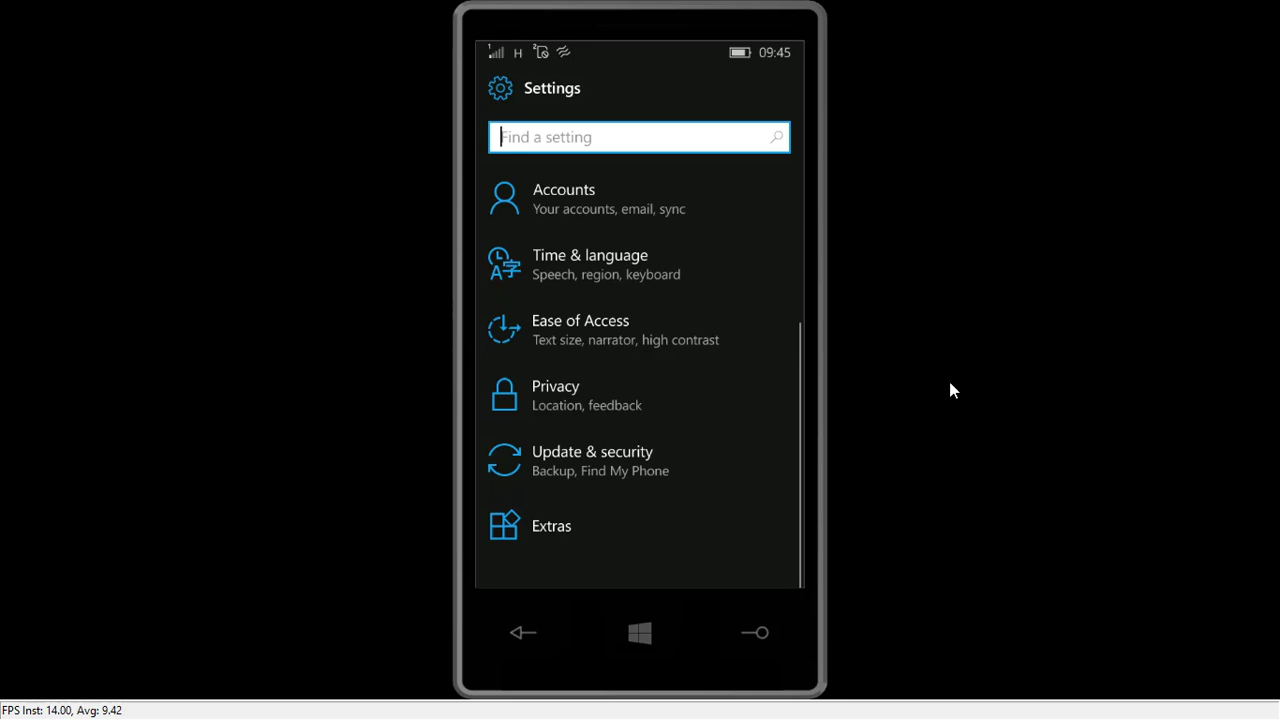 1 H 2 09:45
Settings
Find a setting
Accounts
Your accounts, email, sync
Time & language
Speech, region, keyboard
Ease of Access
Text size, narrator, high contrast
Privacy
Location, feedback
Update & security
Backup, Find My Phone
Extras
FPS Inst: 14.00, Avg: 9.42